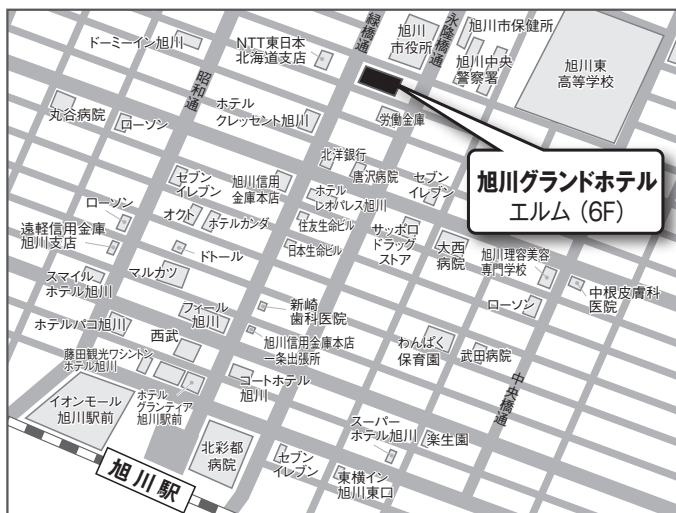 ドーミーイン旭川
NTT東日本
北海道支店
緑橋通
旭川
市役所
永隆橋通
旭川市保健所
旭川中央
警察署
旭川東
高等学校
昭和通
丸谷病院
ローソン
ホテル
クレッセント旭川
労働金庫
旭川グランドホテル
エルム (6F)
北洋銀行
唐沢病院
セブン
イレブン
旭川信用
金庫本店
ホテル
レオパレス旭川
セブン
イレブン
ローソン
オクト
ホテルカンダ
住友生命ビル
サッポロ
ドラッグ
ストア
大西
病院
旭川理容美容
専門学校
遠軽信用金庫
旭川支店
ドトール
日本生命ビル
スマイル
ホテル旭川
マルカツ
ローソン
中根皮膚科
医院
ホテルパコ旭川
フィール
旭川
新崎
歯科医院
西武
旭川信用金庫本店
一条出張所
わんぱく
保育園
武田病院
中央橋通
藤田観光ワシントン
ホテル旭川
ホテル
グランティア
旭川駅前
コートホテル
旭川
イオンモール
旭川駅前
スーパー
ホテル旭川
楽生園
北彩都
病院
セブン
イレブン
東横イン
旭川東口
旭川駅